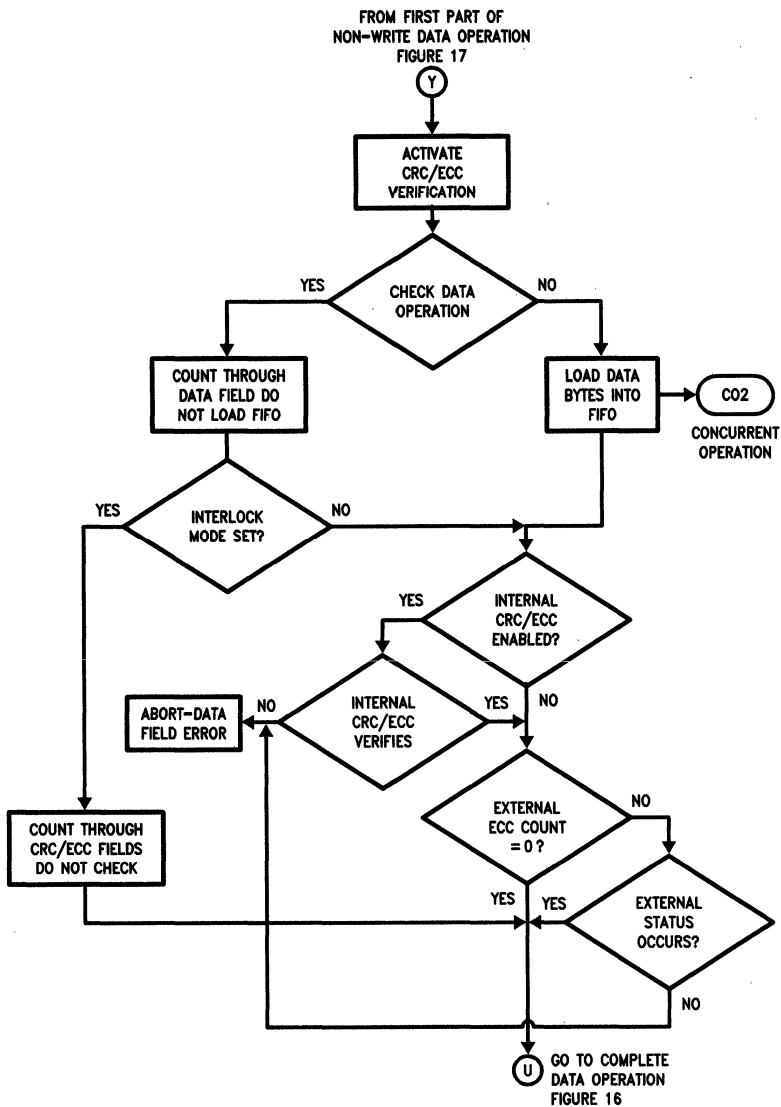 FROM FIRST PART OF
NON-WRITE DATA OPERATION
FIGURE 17
Y
ACTIVATE
CRC/ECC
VERIFICATION
CHECK DATA
OPERATION
YES
NO
COUNT THROUGH
DATA FIELD DO
NOT LOAD FIFO
LOAD DATA
BYTES INTO
FIFO
CO2
CONCURRENT
OPERATION
INTERLOCK
MODE SET?
YES
NO
INTERNAL
CRC/ECC
ENABLED?
YES
NO
INTERNAL
CRC/ECC
VERIFIES
NO
YES
ABORT-DATA
FIELD ERROR
EXTERNAL
ECC COUNT
=0?
NO
YES
COUNT THROUGH
CRC/ECC FIELDS
DO NOT CHECK
EXTERNAL
STATUS
OCCURS?
YES
NO
U
GO TO COMPLETE
DATA OPERATION
FIGURE 16